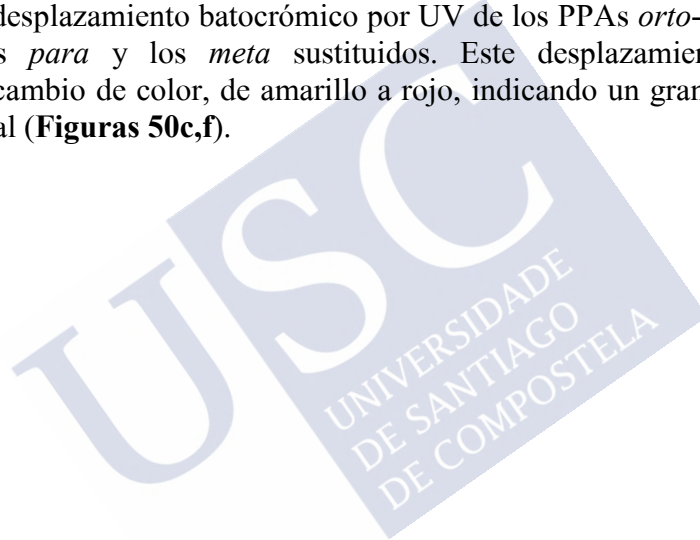 desplazamiento batocrómico por UV de los PPAs orto-
s para y los meta sustituidos. Este desplazamien
cambio de color, de amarillo a rojo, indicando un gran
al (Figuras 50c,f).
USC
UNIVERSIDADE
DE SANTIAGO
DE COMPOSTELA